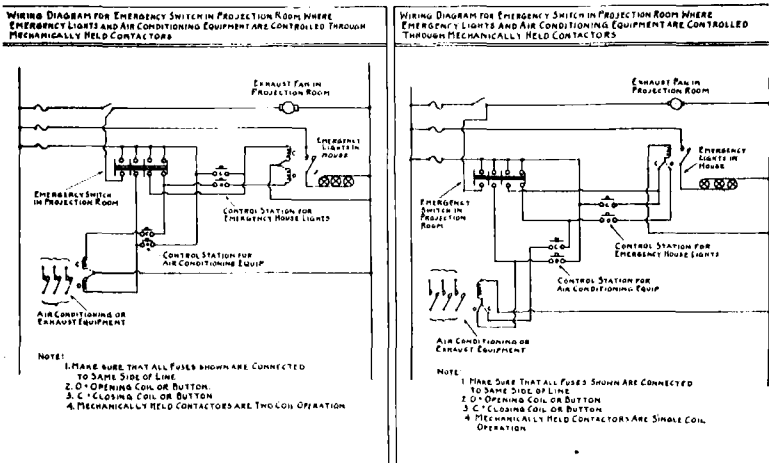 WIRING DIAGRAM FOR EMERGENCY SWITCH IN PROJECTION ROOM WHERE
EMERGENCY LIGHTS AND AIR CONDITIONING EQUIPMENT ARE CONTROLLED THROUGH
MECHANICALLY HELD CONTACTORS
EXHAUST FAN IN
PROJECTION ROOM
EMERGENCY
LIGHTS IN
HOUSE
EMERGENCY SWITCH
IN PROJECTION ROOM
CONTROL STATION FOR
EMERGENCY HOUSE LIGHTS
CONTROL STATION FOR
AIR CONDITIONING EQUIP
AIR CONDITIONING OR
EXHAUST EQUIPMENT
NOTE:
1. MAKE SURE THAT ALL FUSES SHOWN ARE CONNECTED
TO SAME SIDE OF LINE
2. O = OPENING COIL OR BUTTON.
3. C = CLOSING COIL OR BUTTON
4. MECHANICALLY HELD CONTACTORS ARE TWO COIL OPERATION
WIRING DIAGRAM FOR EMERGENCY SWITCH IN PROJECTION ROOM WHERE
EMERGENCY LIGHTS AND AIR CONDITIONING EQUIPMENT ARE CONTROLLED
THROUGH MECHANICALLY HELD CONTACTORS
EXHAUST FAN IN
PROJECTION ROOM
EMERGENCY
LIGHTS IN
HOUSE
EMERGENCY
SWITCH IN
PROJECTION
ROOM
CONTROL STATION FOR
EMERGENCY HOUSE LIGHTS
CONTROL STATION FOR
AIR CONDITIONING EQUIP
AIR CONDITIONING OR
EXHAUST EQUIPMENT
NOTE:
1 MAKE SURE THAT ALL FUSES SHOWN ARE CONNECTED
TO SAME SIDE OF LINE
2 O = OPENING COIL OR BUTTON
3 C = CLOSING COIL OR BUTTON
4 MECHANICALLY HELD CONTACTORS ARE SINGLE COIL
OPERATION